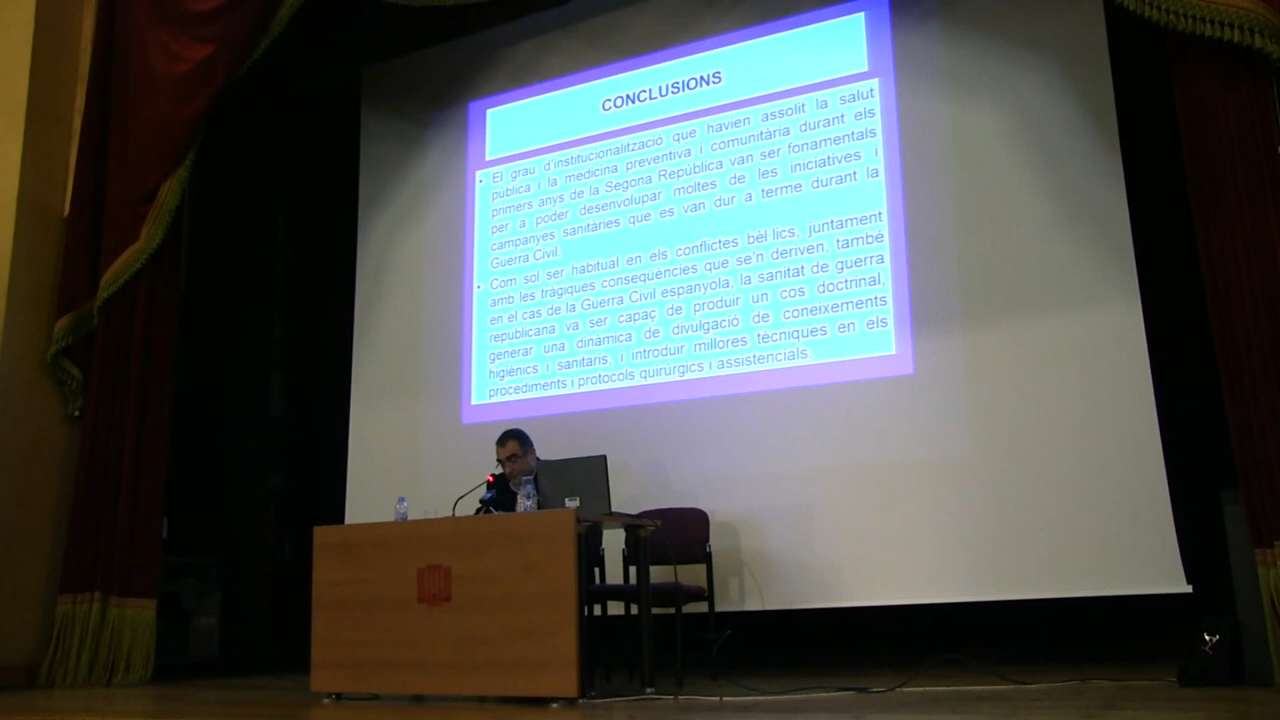 CONCLUSIONS
• El grau d'institucionalització que havien assolit la salut
pública i la medicina preventiva i comunitària durant els
primers anys de la Segona República van ser fonamentals
per a poder desenvolupar moltes de les iniciatives i
campanyes sanitàries que es van dur a terme durant la
Guerra Civil.
• Com sol ser habitual en els conflictes bèl·lics, juntament
amb les tràgiques conseqüències que se'n deriven, també
en el cas de la Guerra Civil espanyola, la sanitat de guerra
republicana va ser capaç de produir un cos doctrinal,
generar una dinàmica de divulgació de coneixements
higiènics i sanitaris, i introduir millores tècniques en els
procediments i protocols quirúrgics i assistencials.